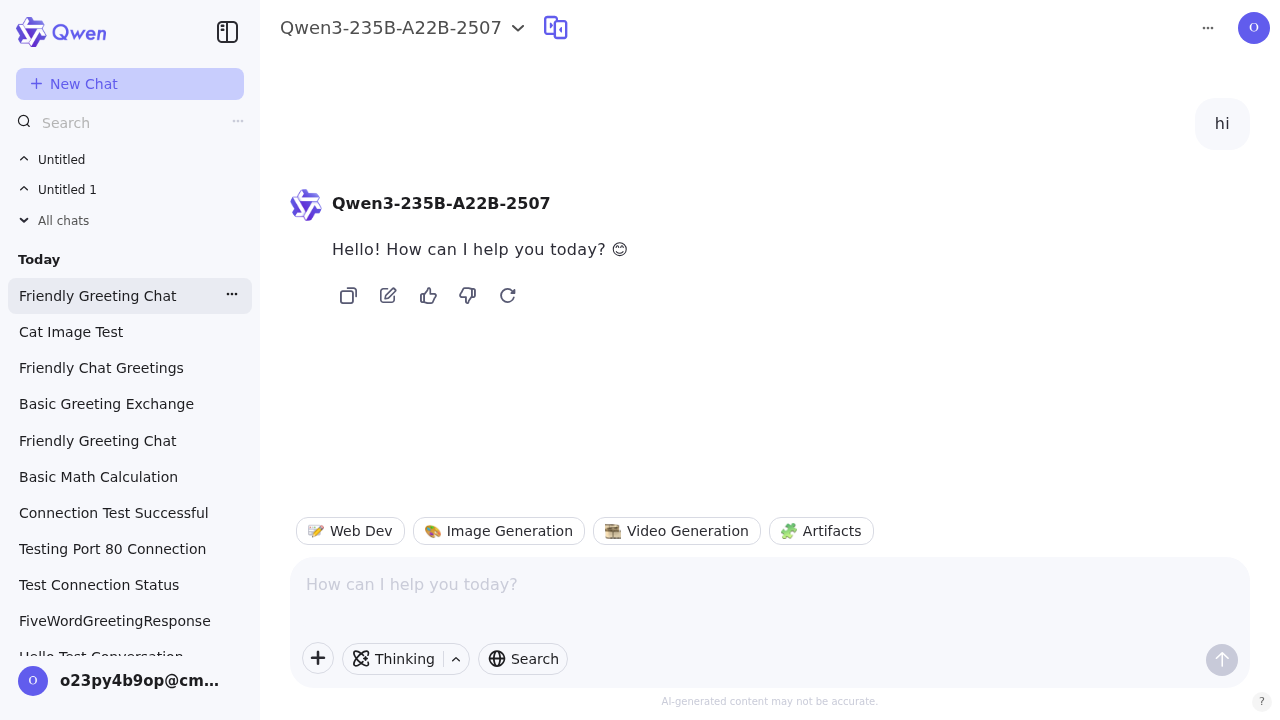 Qwen
New Chat
Search
Untitled
Untitled 1
All chats
Today
Friendly Greeting Chat
Cat Image Test
Friendly Chat Greetings
Basic Greeting Exchange
Friendly Greeting Chat
Basic Math Calculation
Connection Test Successful
Testing Port 80 Connection
Test Connection Status
FiveWordGreetingResponse
Hello Test Conversation
O o23py4b9op@cm...
Qwen3-235B-A22B-2507
O
hi
Qwen3-235B-A22B-2507
Hello! How can I help you today? 😊
Web Dev Image Generation Video Generation Artifacts
How can I help you today?
Thinking Search
AI-generated content may not be accurate.
?